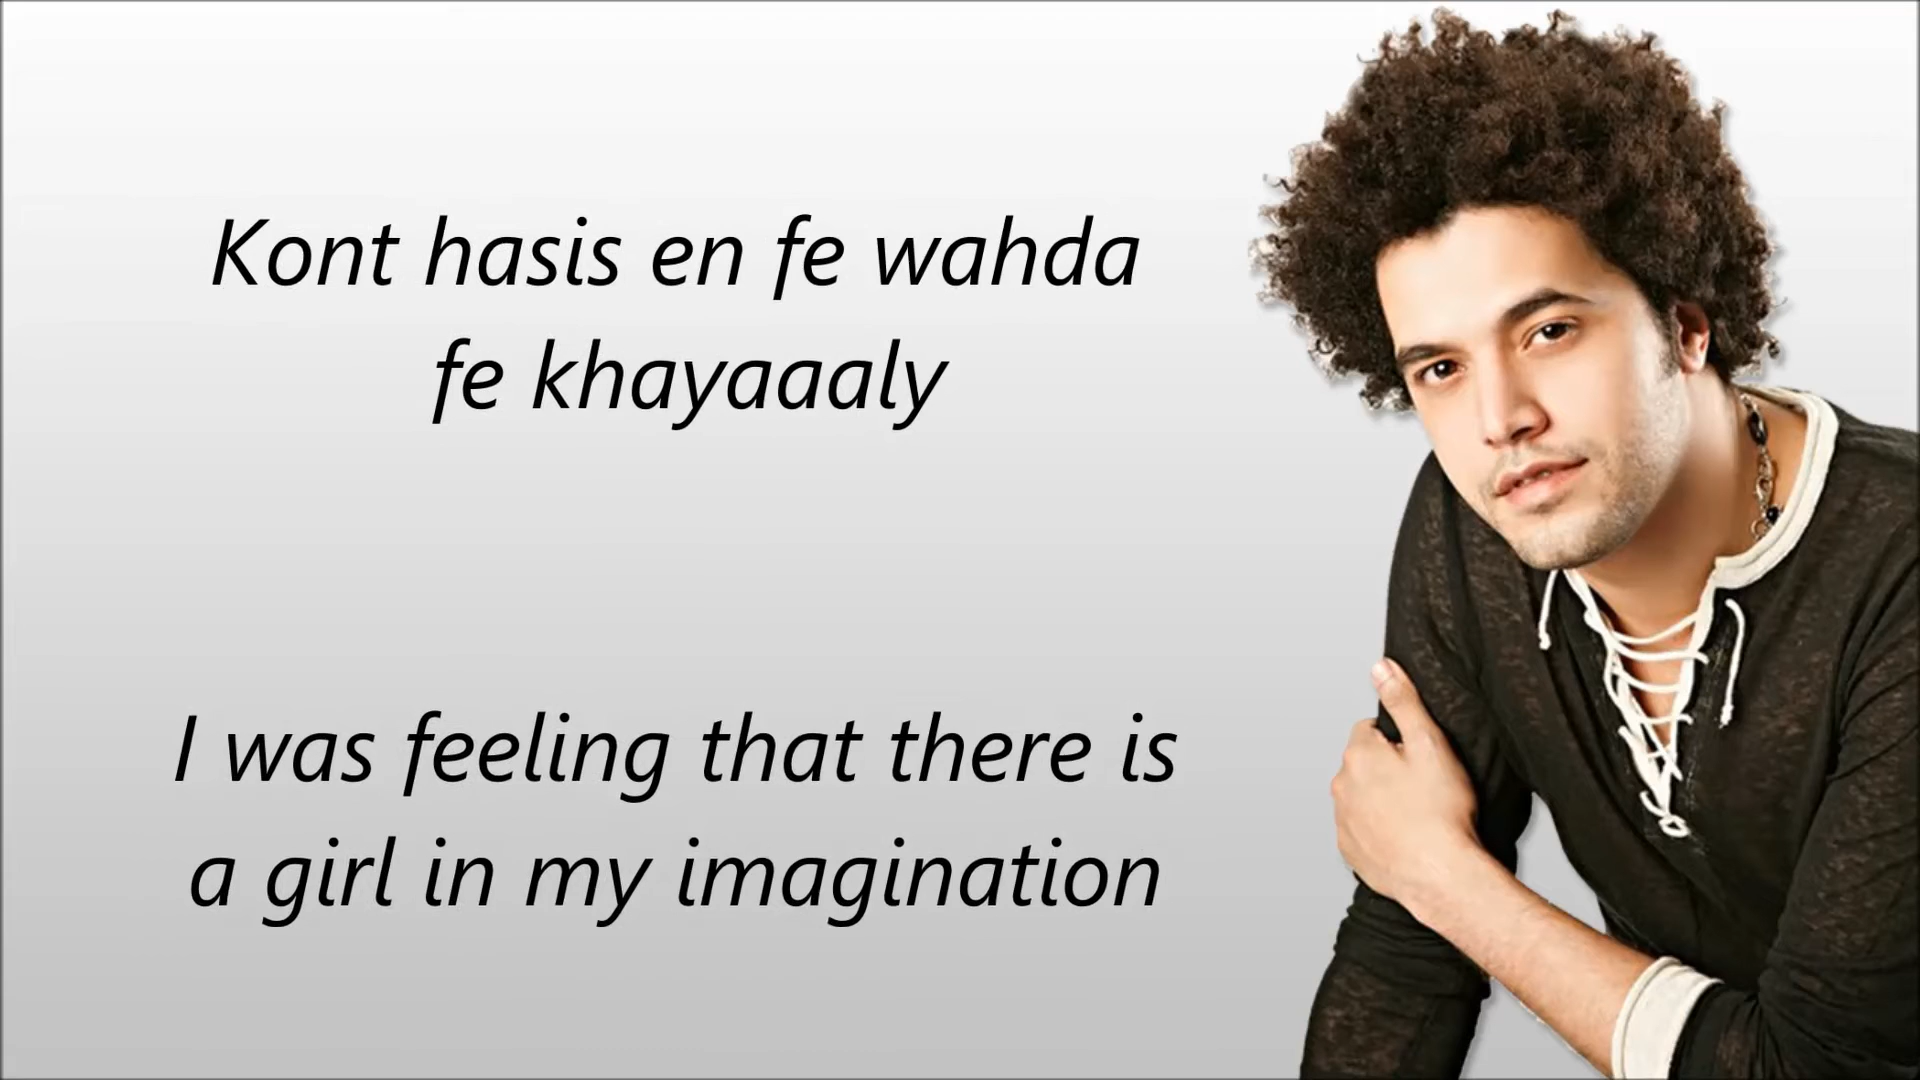 Kont hasis en fe wahda
fe khayaaaly
I was feeling that there is
a girl in my imagination